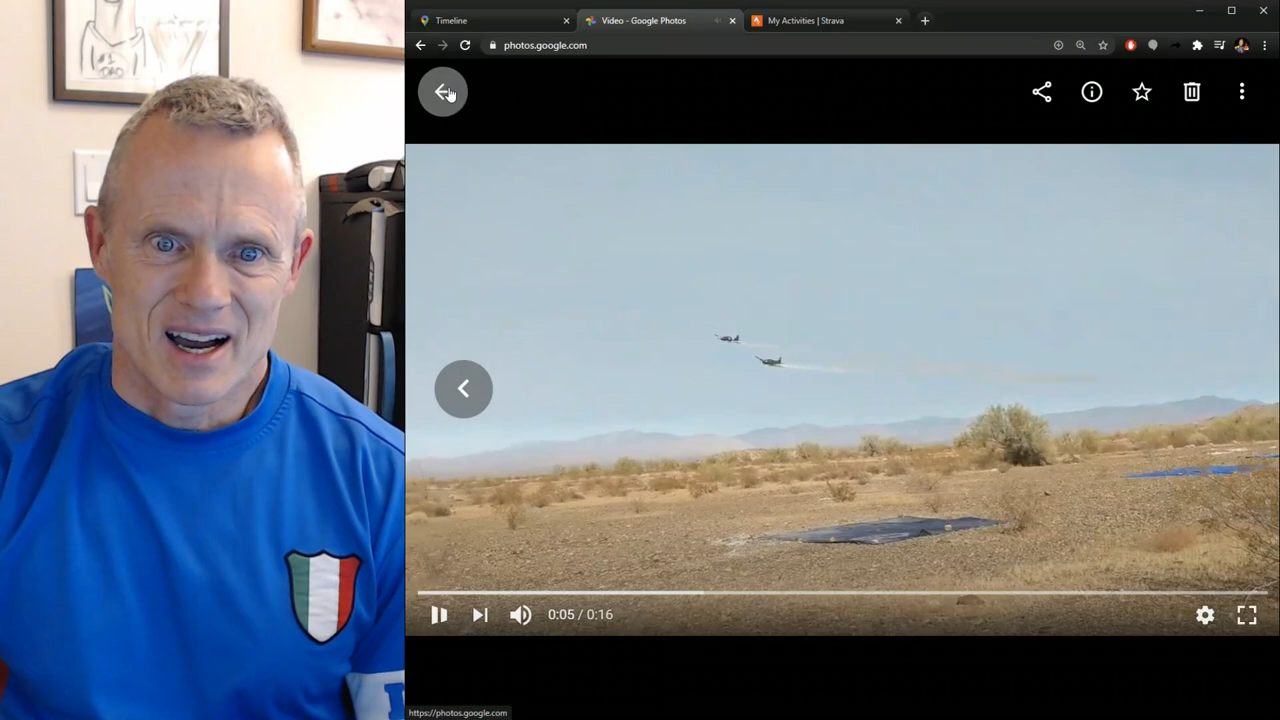 Timeline
Video - Google Photos
My Activities | Strava
photos.google.com
0:05 / 0:16
https://photos.google.com